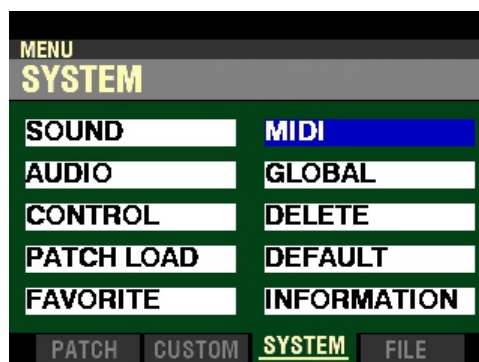 MENU
SYSTEM
SOUND MIDI
AUDIO GLOBAL
CONTROL DELETE
PATCH LOAD DEFAULT
FAVORITE INFORMATION
PATCH CUSTOM SYSTEM FILE